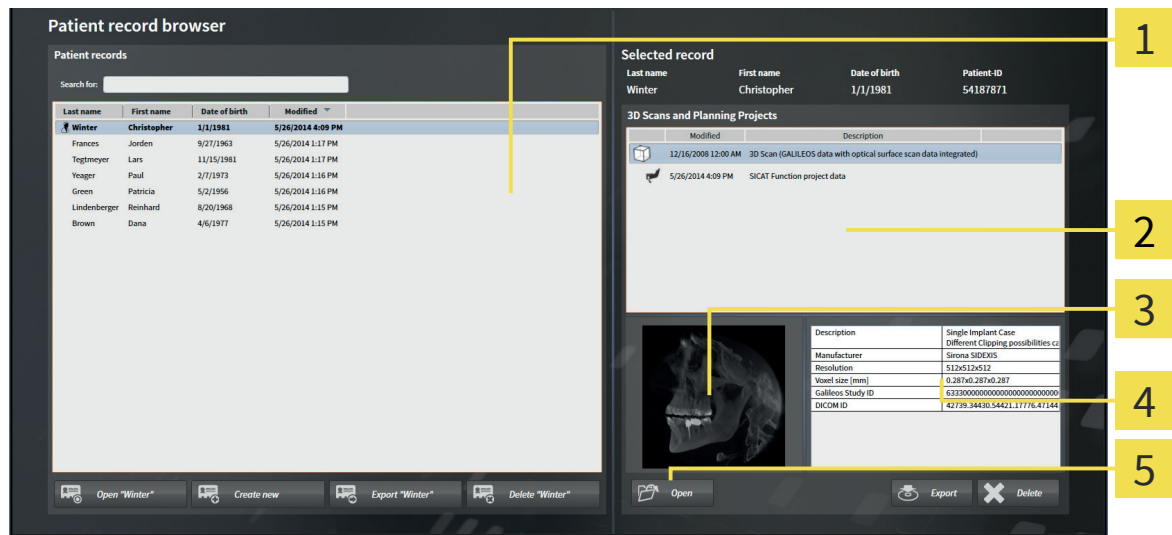 Patient record browser
Patient records
Search for:
Last name First name Date of birth Modified
Winter Christopher 1/1/1981 5/26/2014 4:09 PM
Frances Jorden 9/27/1963 5/26/2014 1:17 PM
Tegtmeyer Lars 11/15/1981 5/26/2014 1:17 PM
Yeager Paul 2/7/1973 5/26/2014 1:16 PM
Green Patricia 5/2/1956 5/26/2014 1:16 PM
Lindenberger Reinhard 8/20/1968 5/26/2014 1:15 PM
Brown Dana 4/6/1977 5/26/2014 1:15 PM
Open "Winter" Create new Export "Winter" Delete "Winter"
Selected record
Last name First name Date of birth Patient-ID
Winter Christopher 1/1/1981 54187871
3D Scans and Planning Projects
Modified Description
12/16/2008 12:00 AM 3D Scan (GALILEOS data with optical surface scan data integrated)
5/26/2014 4:09 PM SICAT Function project data
Description Single Implant Case
Different Clipping possibilities ca
Manufacturer Sirona SIDEXIS
Resolution 512x512x512
Voxel size [mm] 0.287x0.287x0.287
Galileos Study ID
DICOM ID 42739.34430.54421.17776.47144
Open Export Delete
1
2
3
4
5